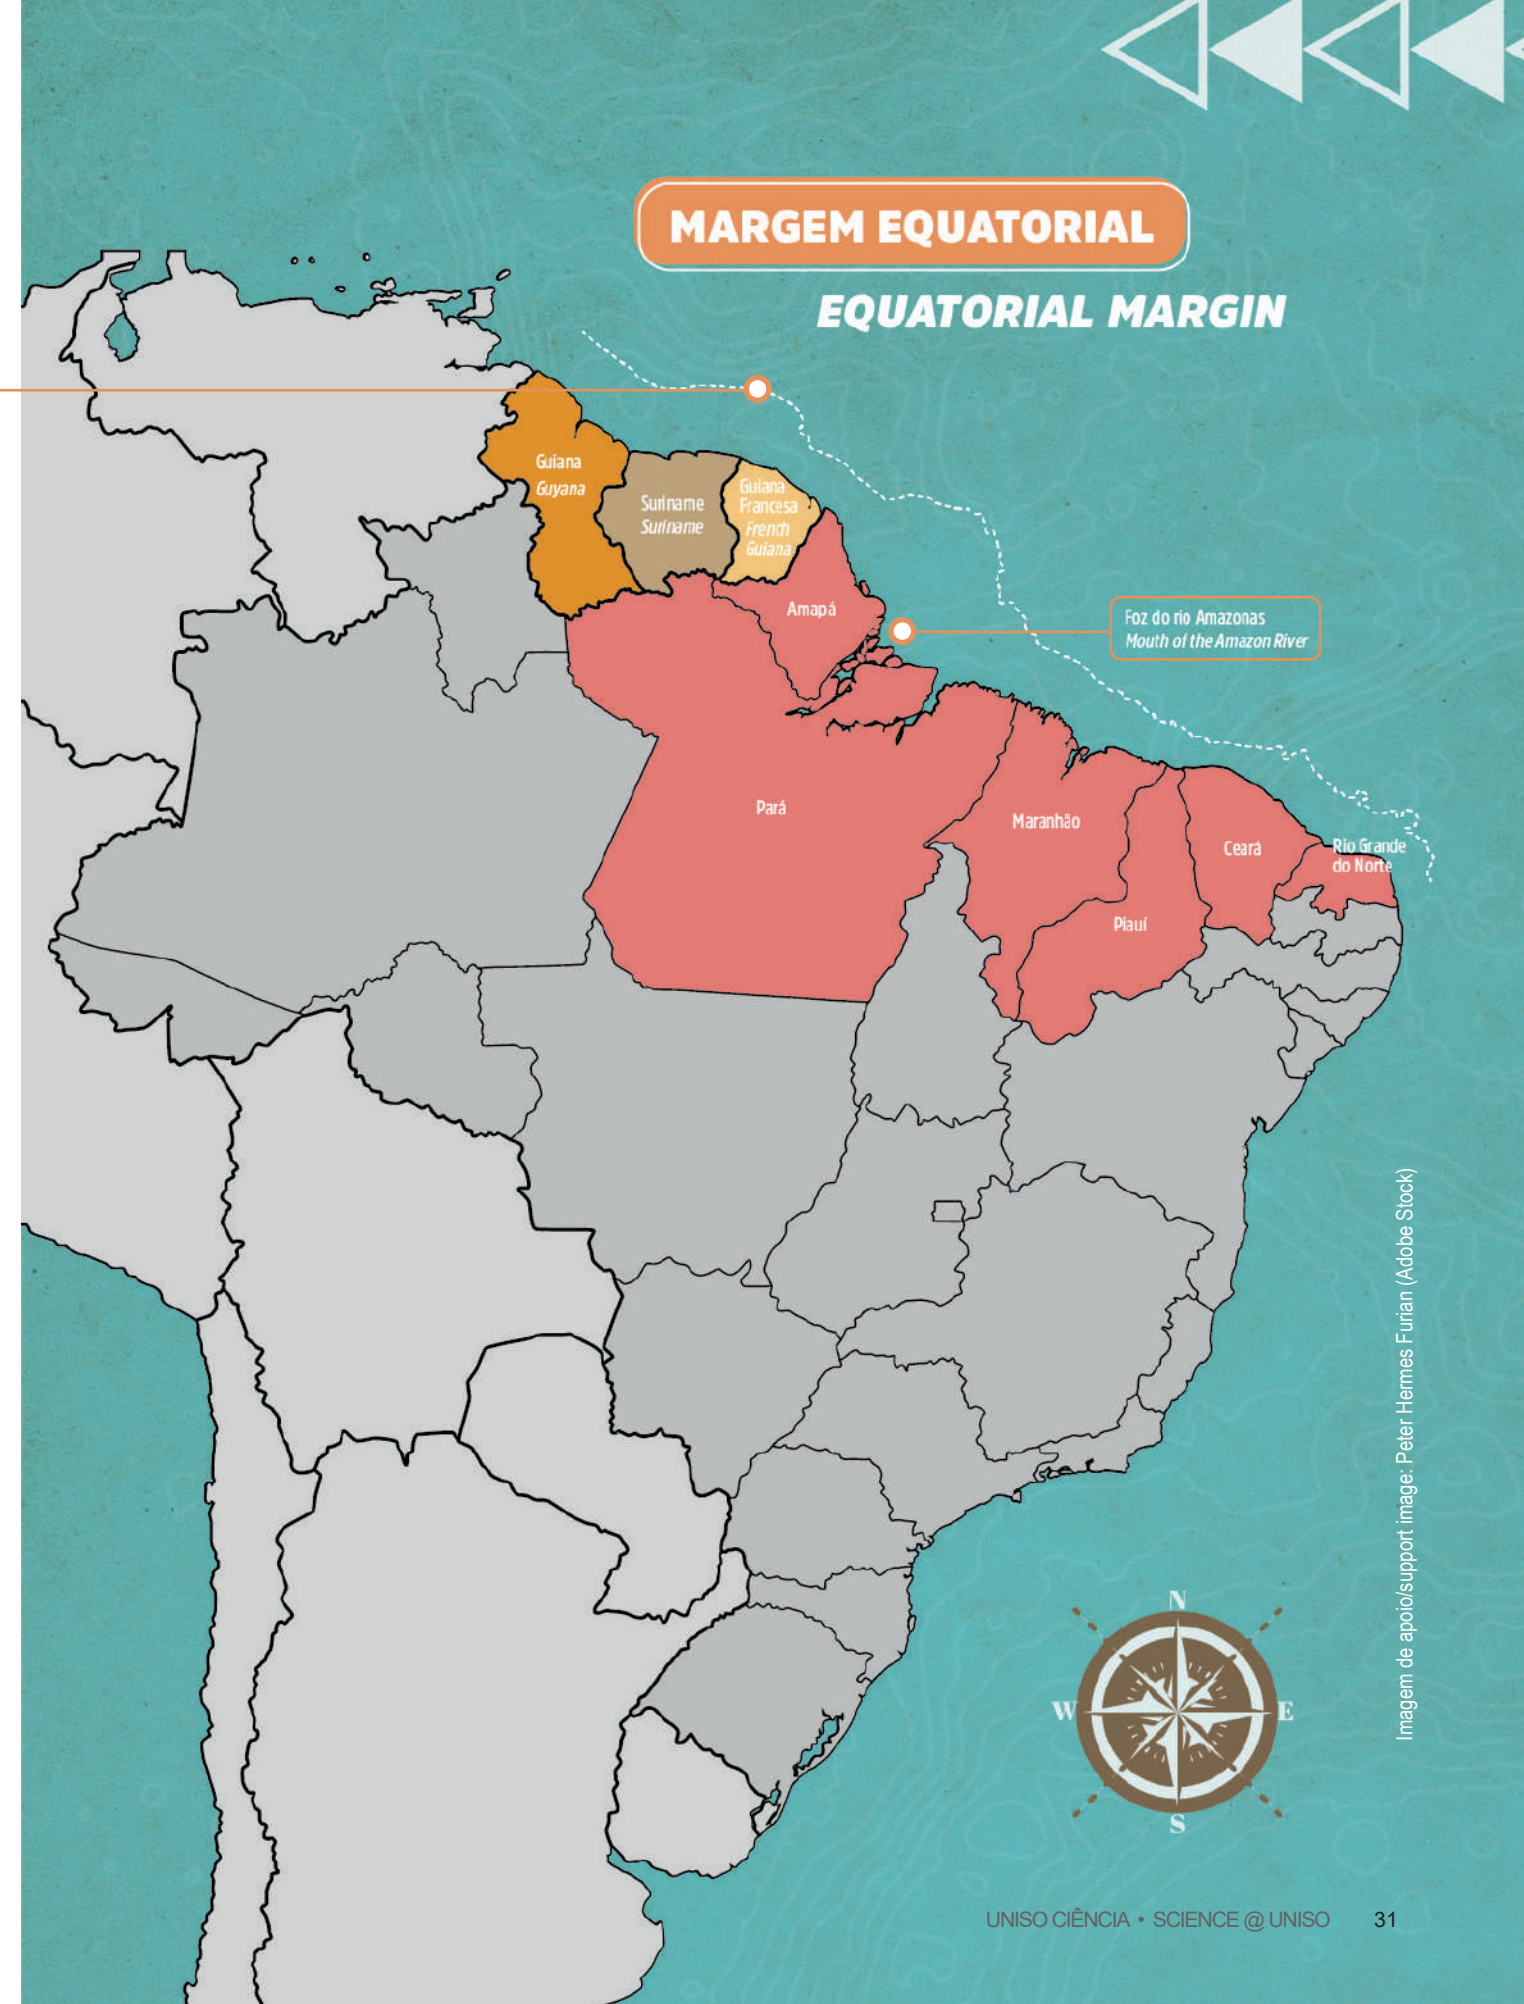 MARGEM EQUATORIAL
EQUATORIAL MARGIN
Guiana
Guyana
Suriname
Suriname
Guiana
Francesa
French
Guiana
Amapá
Foz do rio Amazonas
Mouth of the Amazon River
Pará
Maranhão
Ceará
Rio Grande
do Norte
Piauí
Imagem de apoio/support image: Peter Hermes Furian (Adobe Stock)
N
W
E
S
UNISO CIÊNCIA • SCIENCE @ UNISO 31